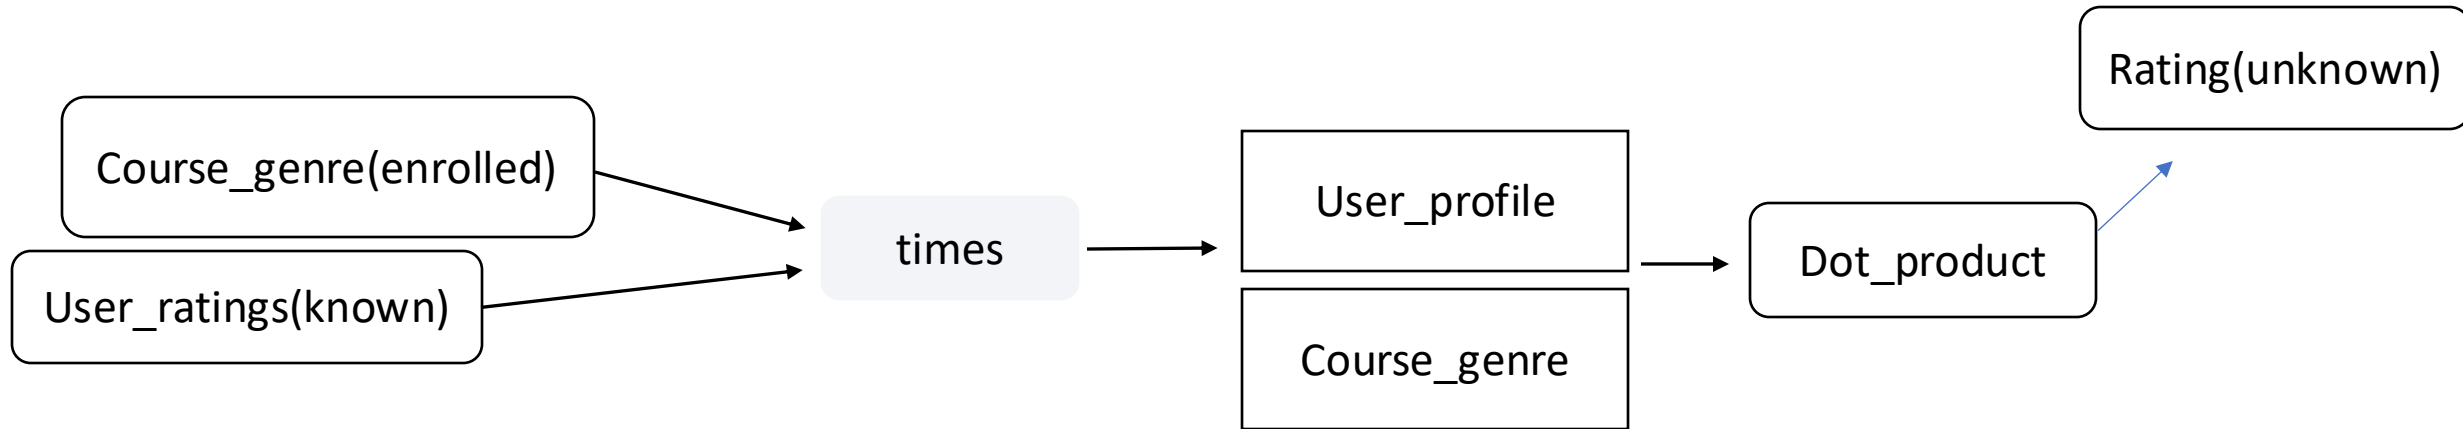 Course_genre(enrolled)
User_ratings(known)
times
User_profile
Course_genre
Dot_product
Rating(unknown)